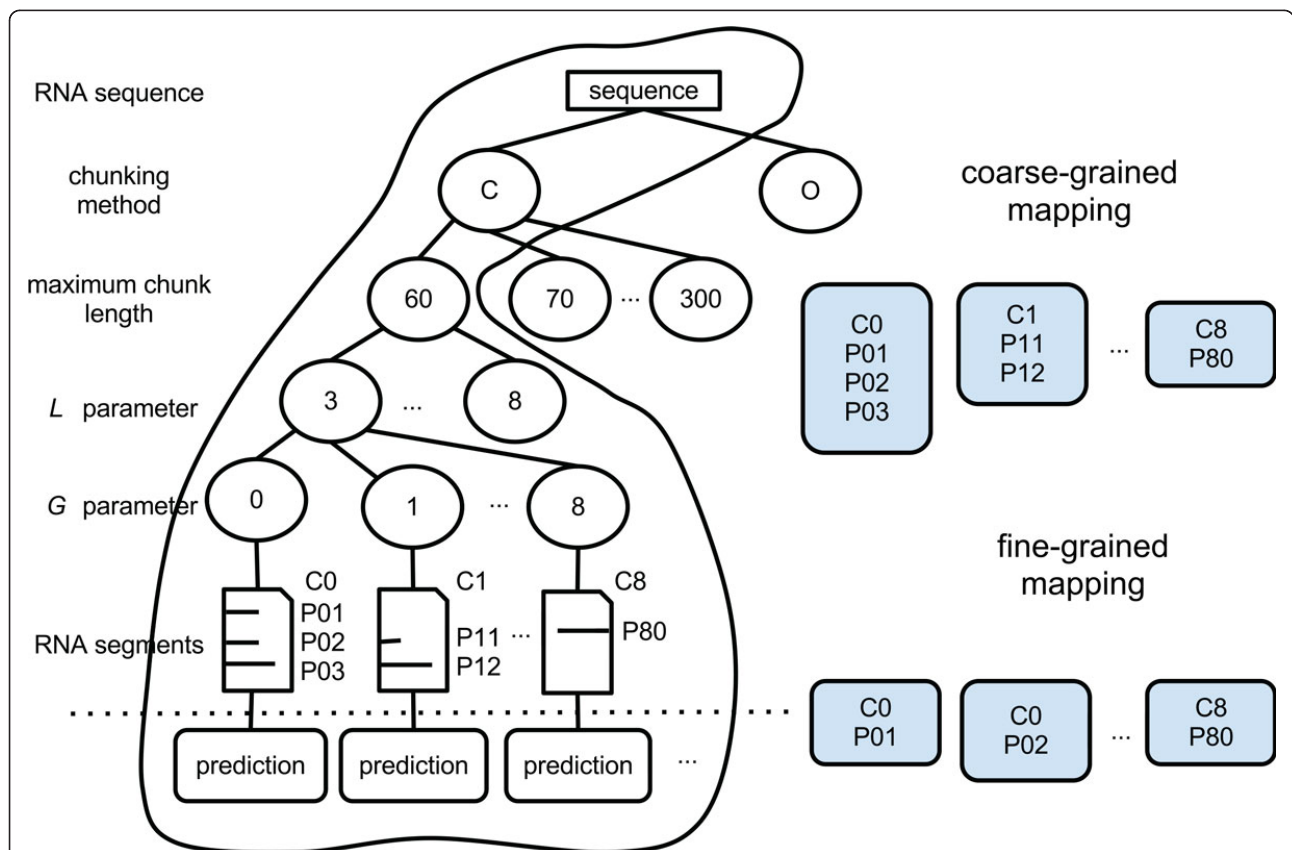 RNA sequence
sequence
chunking
method
C
O
coarse-grained
mapping
maximum chunk
length
60
70
...
300
C0
P01
P02
P03
C1
P11
P12
...
C8
P80
L parameter
3
...
8
G parameter
0
1
...
8
fine-grained
mapping
RNA segments
C0
P01
P02
P03
C1
P11
P12
...
C8
P80
C0
P01
C0
P02
...
C8
P80
prediction
prediction
prediction
...